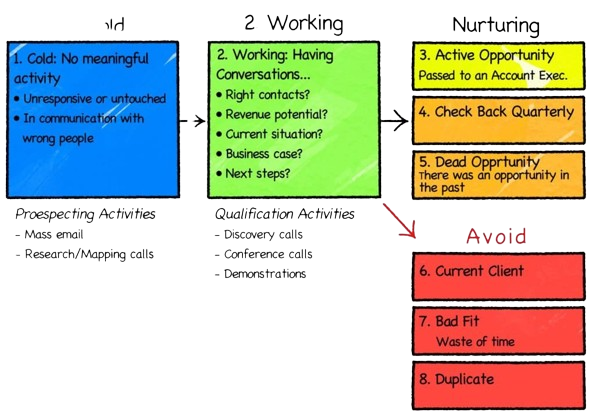 2 Working
Nurturing
1. Cold: No meaningful
activity
• Unresponsive or untouched
• In communication with
wrong people
2. Working: Having
Conversations...
• Right contacts?
• Revenue potential?
• Current situation?
• Business case?
• Next steps?
3. Active Opportunity
Passed to an Account Exec.
4. Check Back Quarterly
5. Dead Opprtunity
There was an opportunity in
the past
Proespecting Activities
- Mass email
- Research/Mapping calls
Qualification Activities
- Discovery calls
- Conference calls
- Demonstrations
Avoid
6. Current Client
7. Bad Fit
Waste of time
8. Duplicate